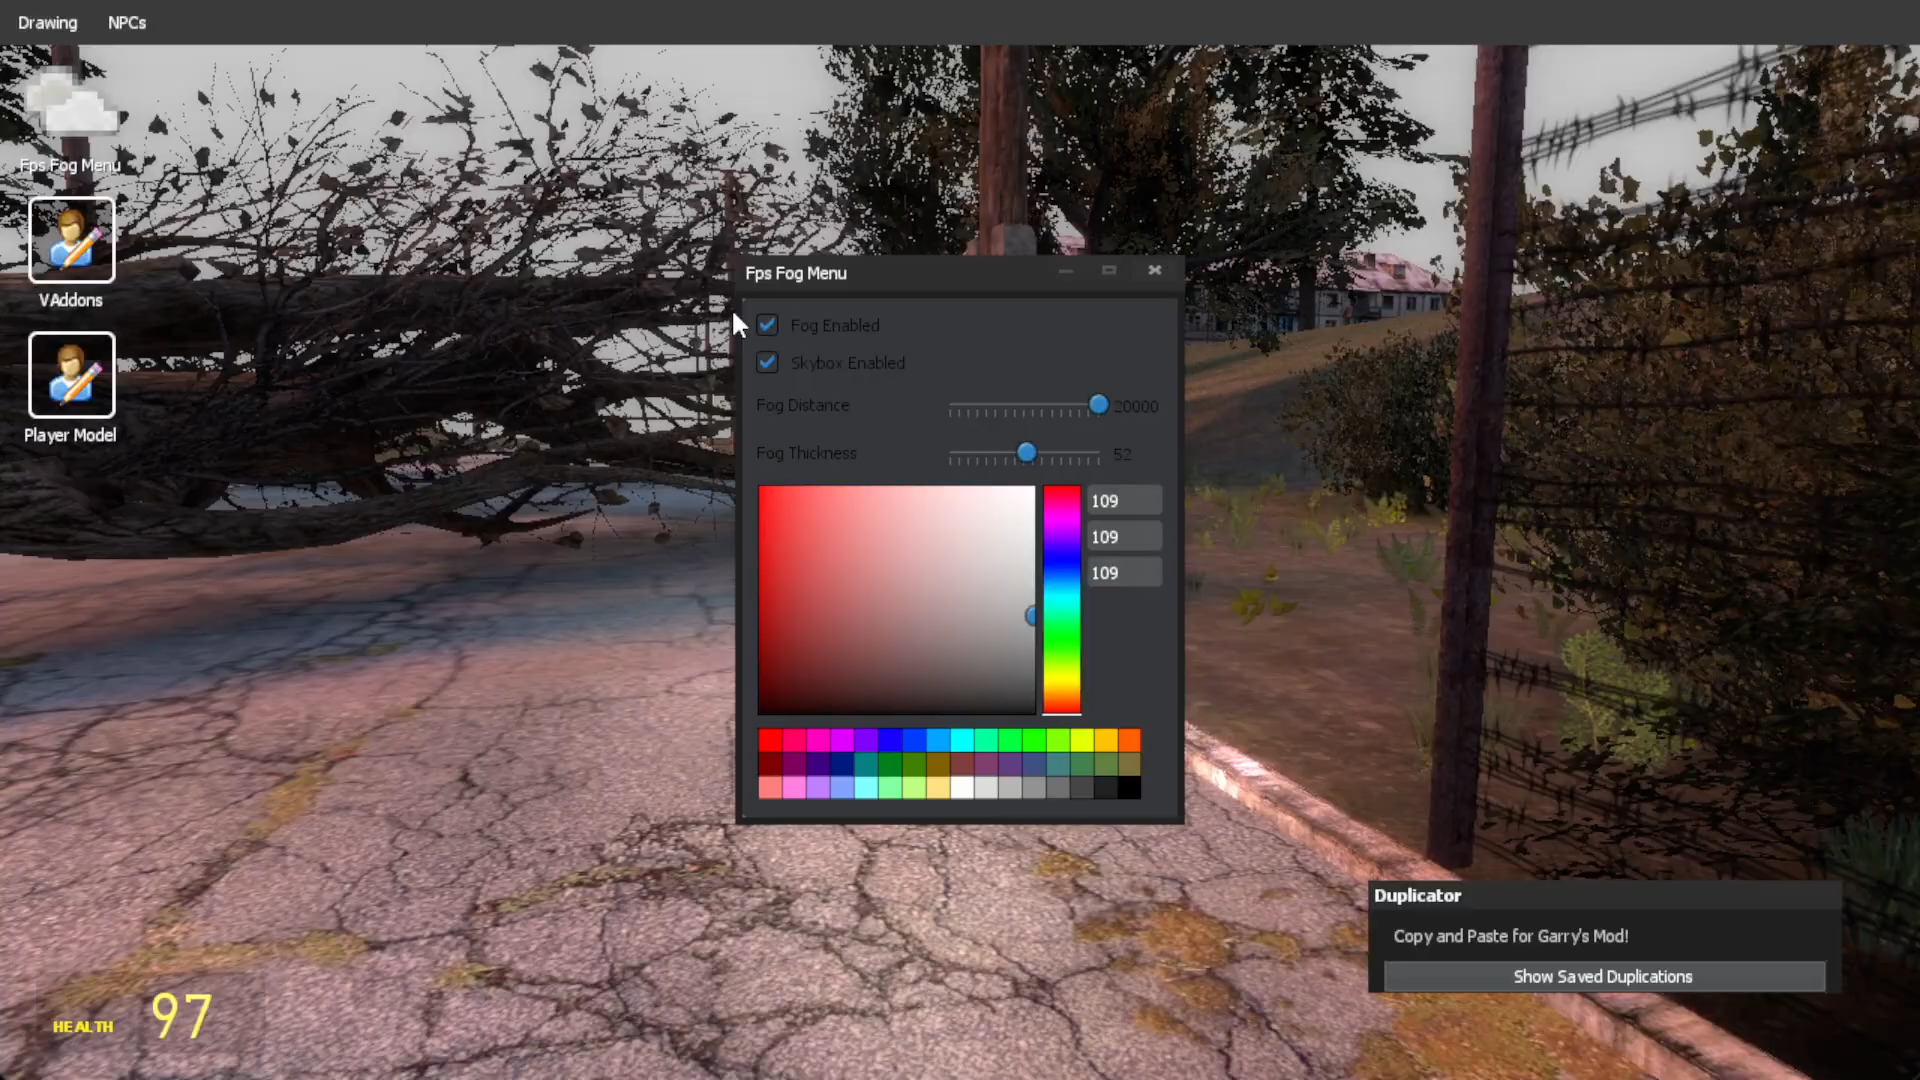 Drawing NPCs
Fps Fog Menu
VAddons
Player Model
Fps Fog Menu
Fog Enabled
Skybox Enabled
Fog Distance 20000
Fog Thickness 52
109
109
109
Duplicator
Copy and Paste for Garry's Mod!
Show Saved Duplications
HEALTH 97